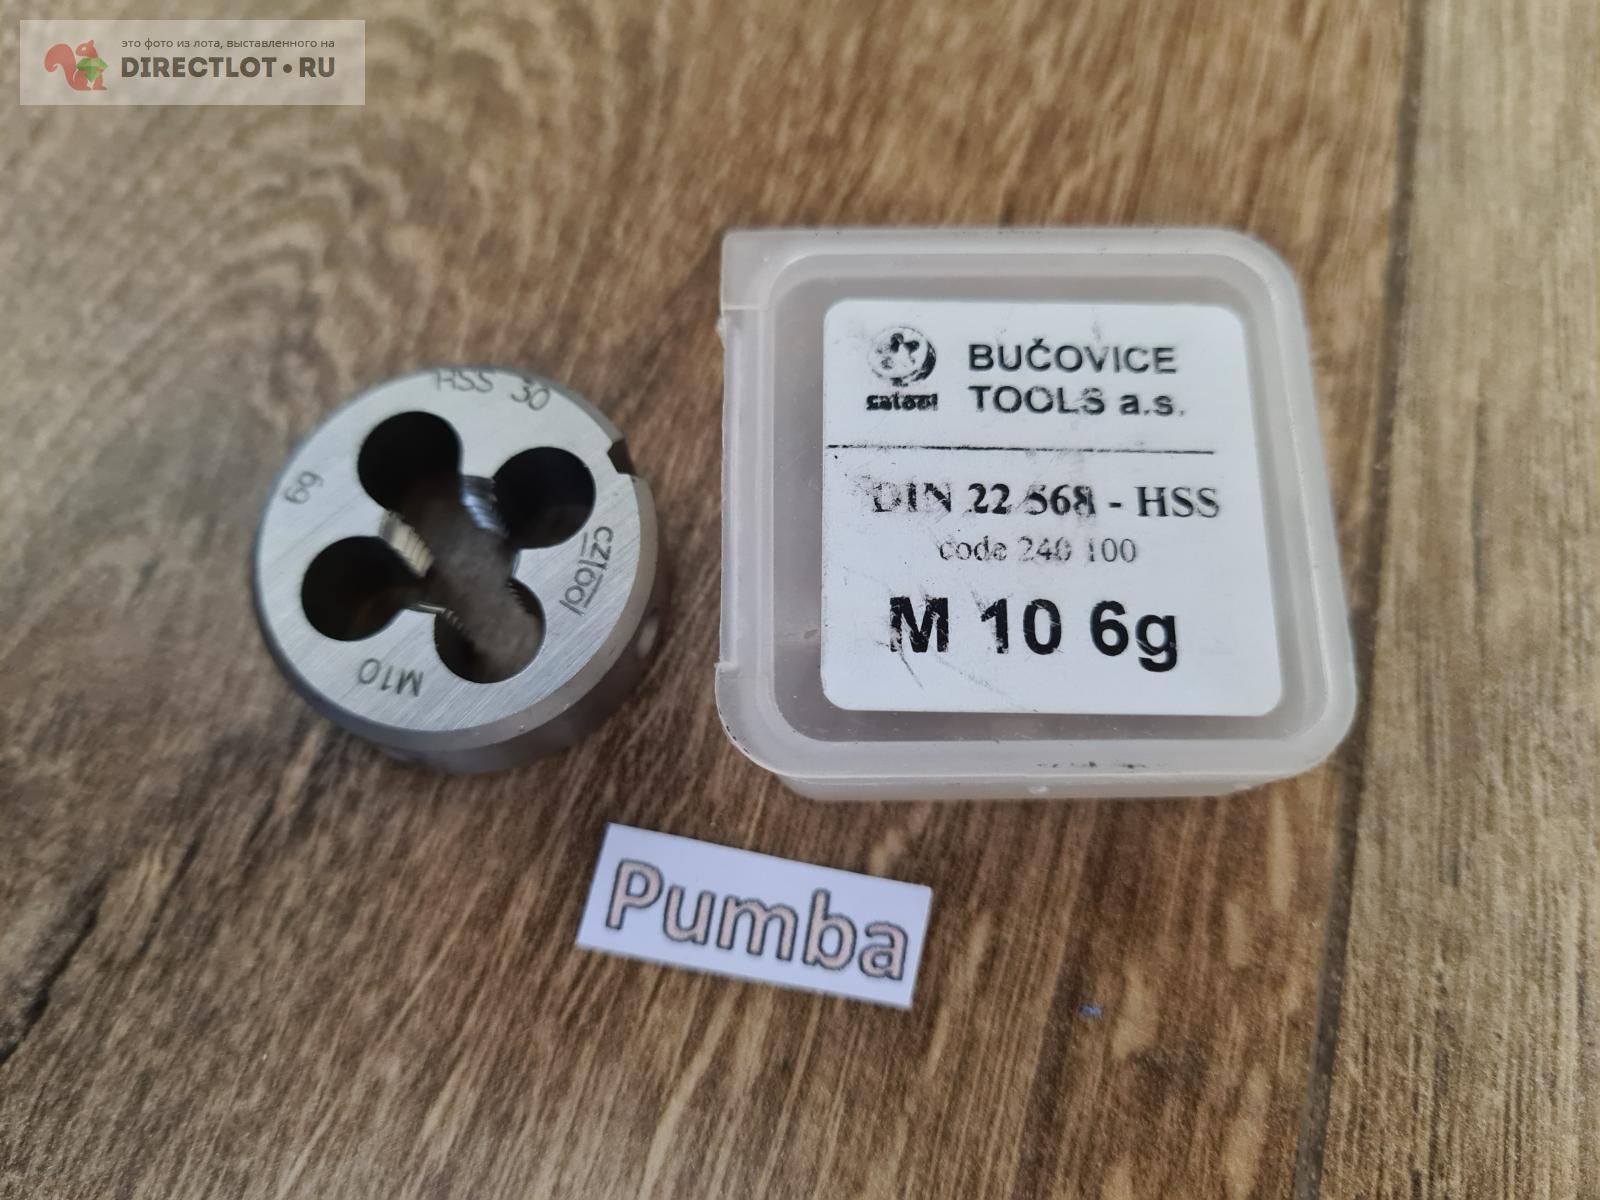 это фото из лота, выставленного на
DIRECTLOT.RU
HSS 30
6g
cztool
M10
BUČOVICE
TOOLS a.s.
cztool
DIN 22 568 - HSS
code 240 100
M 10 6g
Pumba